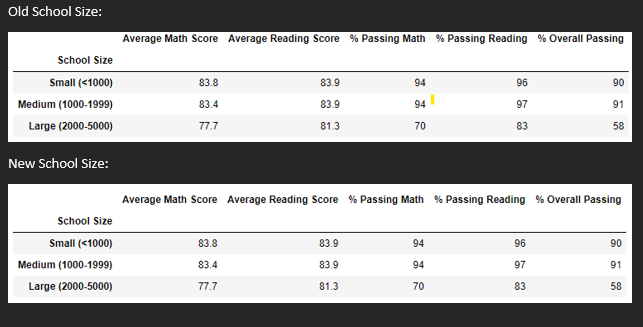 Old School Size:
Average Math Score Average Reading Score % Passing Math % Passing Reading % Overall Passing
School Size
Small (<1000) 83.8 83.9 94 96 90
Medium (1000-1999) 83.4 83.9 94 97 91
Large (2000-5000) 77.7 81.3 70 83 58
New School Size:
Average Math Score Average Reading Score % Passing Math % Passing Reading % Overall Passing
School Size
Small (<1000) 83.8 83.9 94 96 90
Medium (1000-1999) 83.4 83.9 94 97 91
Large (2000-5000) 77.7 81.3 70 83 58